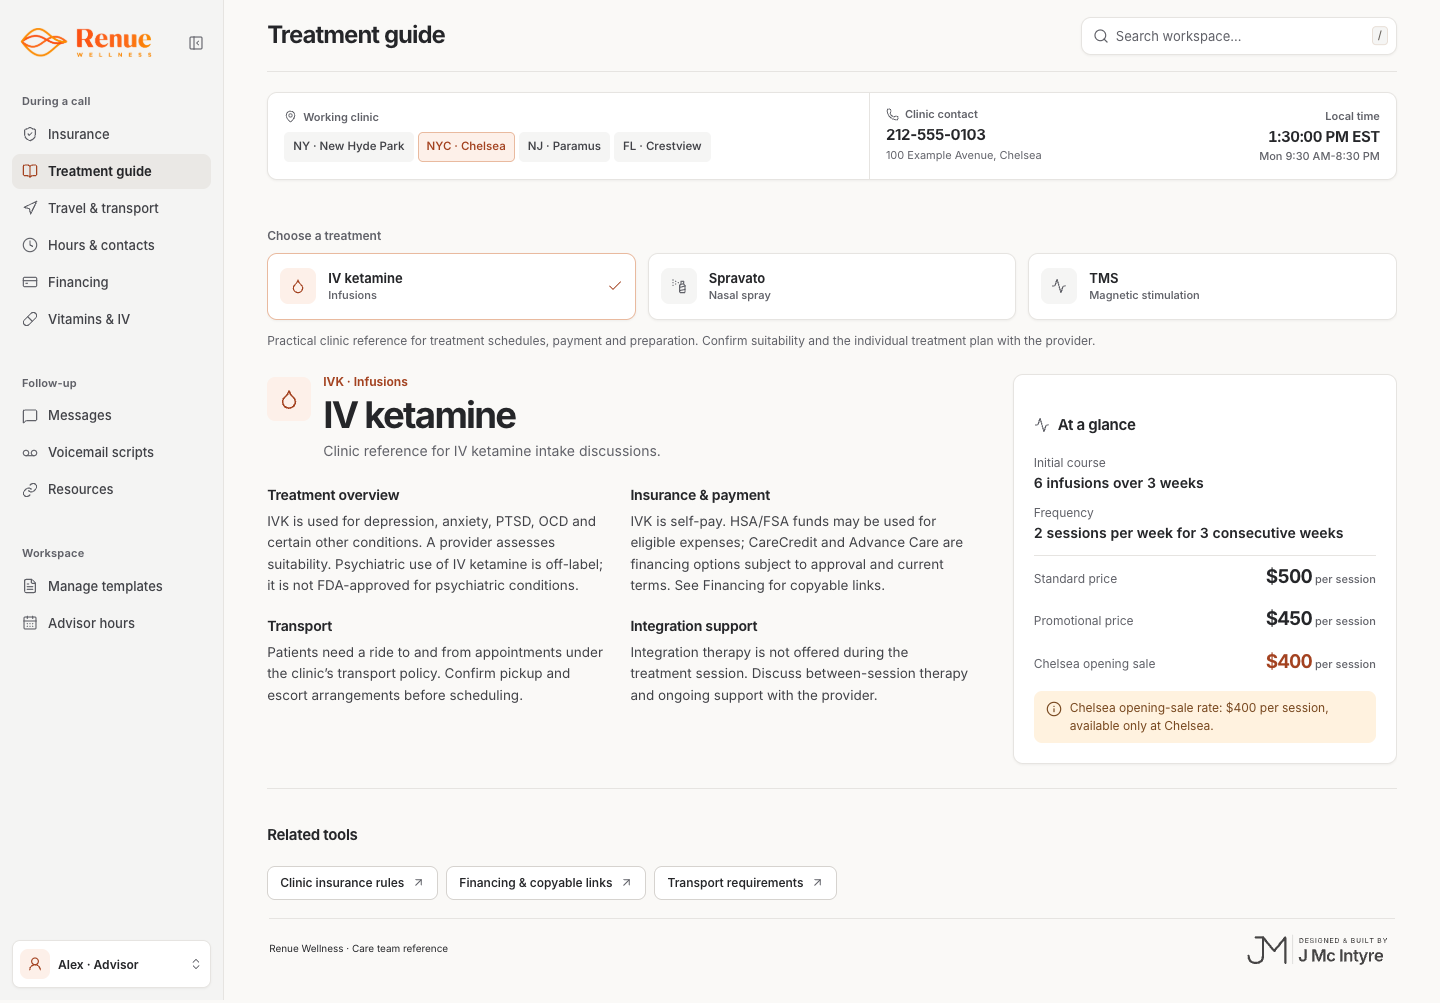 Renue
WELLNESS
During a call
Insurance
Treatment guide
Travel & transport
Hours & contacts
Financing
Vitamins & IV
Follow-up
Messages
Voicemail scripts
Resources
Workspace
Manage templates
Advisor hours
Alex · Advisor
Treatment guide
Search workspace...
/
Working clinic
NY · New Hyde Park
NYC · Chelsea
NJ · Paramus
FL · Crestview
Clinic contact
212-555-0103
100 Example Avenue, Chelsea
Local time
1:30:00 PM EST
Mon 9:30 AM-8:30 PM
Choose a treatment
IV ketamine
Infusions
Spravato
Nasal spray
TMS
Magnetic stimulation
Practical clinic reference for treatment schedules, payment and preparation. Confirm suitability and the individual treatment plan with the provider.
IVK · Infusions
IV ketamine
Clinic reference for IV ketamine intake discussions.
Treatment overview
IVK is used for depression, anxiety, PTSD, OCD and
certain other conditions. A provider assesses
suitability. Psychiatric use of IV ketamine is off-label;
it is not FDA-approved for psychiatric conditions.
Insurance & payment
IVK is self-pay. HSA/FSA funds may be used for
eligible expenses; CareCredit and Advance Care are
financing options subject to approval and current
terms. See Financing for copyable links.
Transport
Patients need a ride to and from appointments under
the clinic’s transport policy. Confirm pickup and
escort arrangements before scheduling.
Integration support
Integration therapy is not offered during the
treatment session. Discuss between-session therapy
and ongoing support with the provider.
At a glance
Initial course
6 infusions over 3 weeks
Frequency
2 sessions per week for 3 consecutive weeks
Standard price
$500 per session
Promotional price
$450 per session
Chelsea opening sale
$400 per session
Chelsea opening-sale rate: $400 per session,
available only at Chelsea.
Related tools
Clinic insurance rules
Financing & copyable links
Transport requirements
Renue Wellness · Care team reference
JM
DESIGNED & BUILT BY
J Mc Intyre